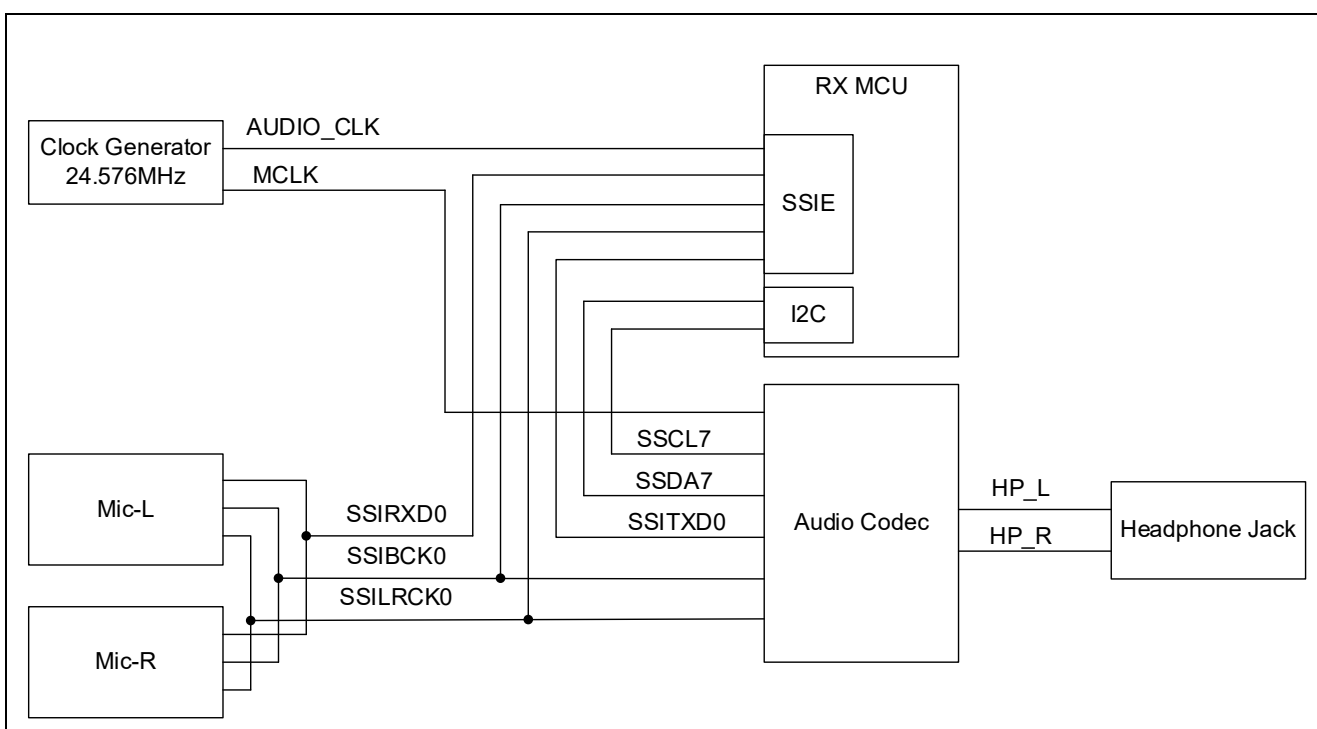 RX MCU
AUDIO_CLK
Clock Generator
24.576MHz
MCLK
SSIE
I2C
SSCL7
SSDA7
HP_L
Mic-L
SSIRXD0
SSITXD0
Audio Codec
Headphone Jack
HP_R
SSIBCK0
SSILRCK0
Mic-R